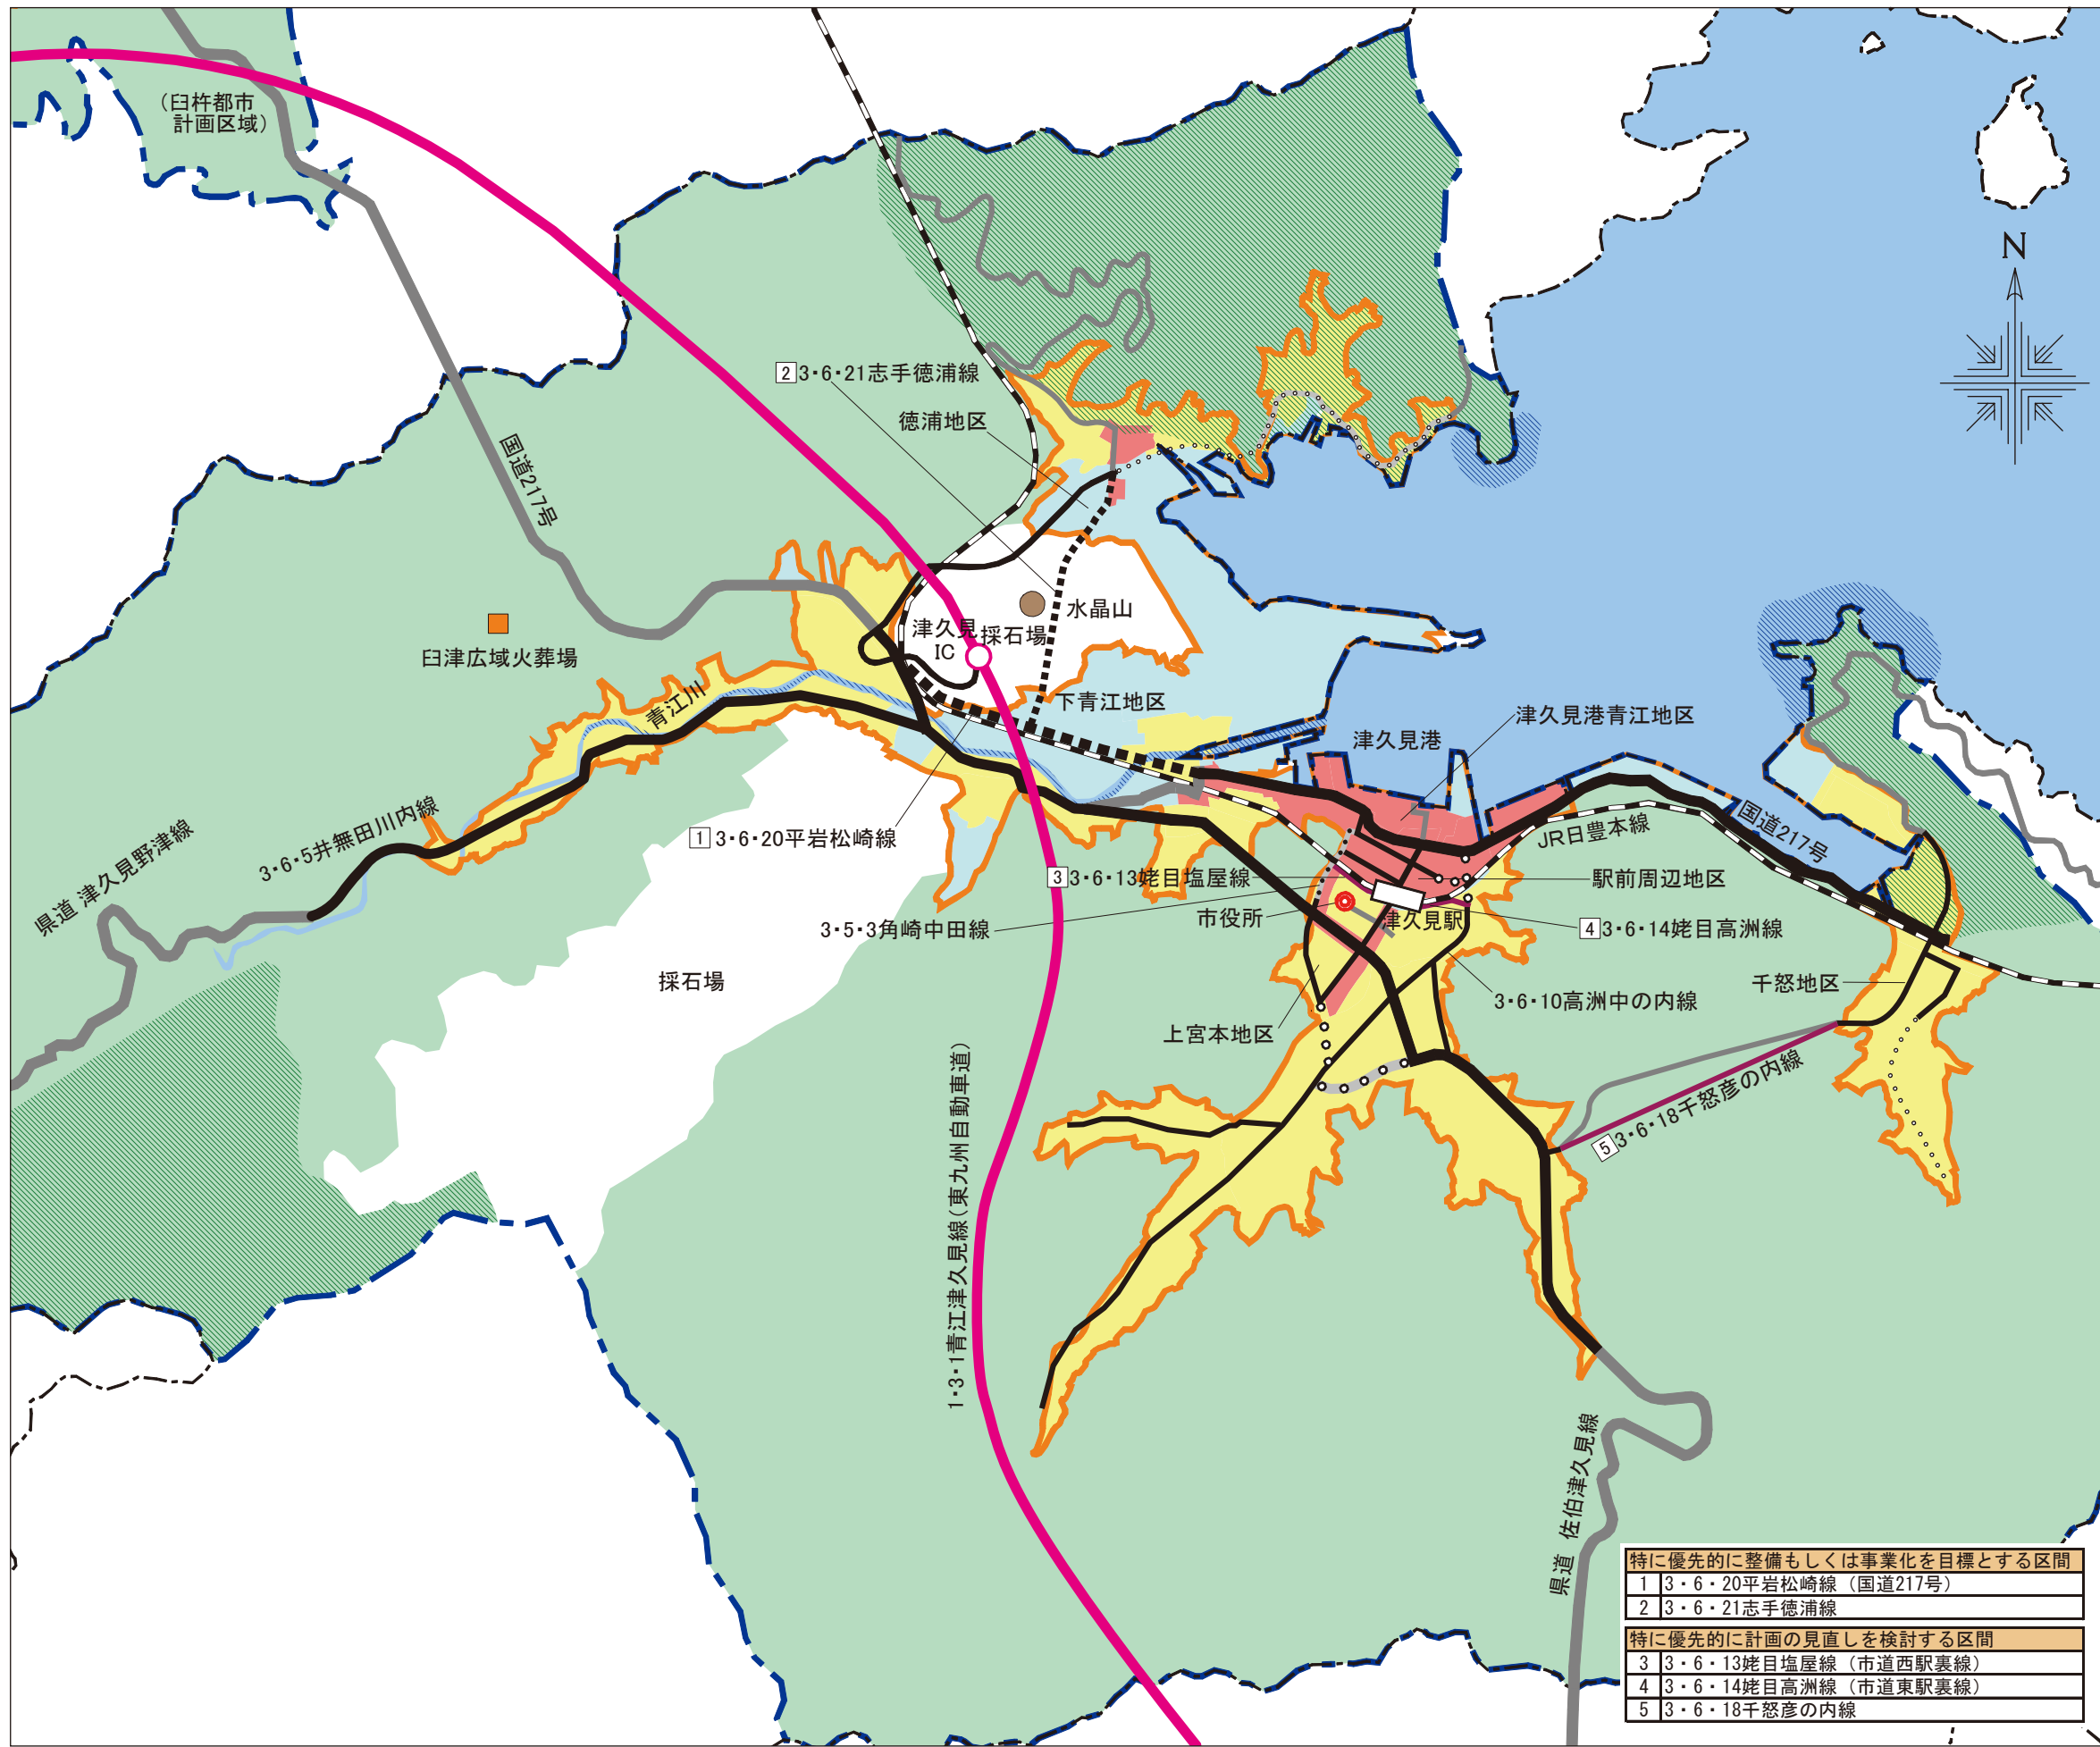 (臼杵都市
計画区域)
N
2 3・6・21志手徳浦線
徳浦地区
国道217号
臼津広域火葬場
水晶山
津久見
IC
採石場
青江川
下青江地区
津久見港青江地区
津久見港
1 3・6・20平岩松崎線
3・6・5井無田川内線
県道 津久見野津線
JR日豊本線
国道217号
3 3・6・13姥目塩屋線
駅前周辺地区
市役所
津久見駅
3・5・3角崎中田線
4 3・6・14姥目高洲線
採石場
千怒地区
3・6・10高洲中の内線
上宮本地区
5 3・6・18千怒彦の内線
1・3・1青江津久見線(東九州自動車道)
県道 佐伯津久見線
特に優先的に整備もしくは事業化を目標とする区間
1 3・6・20平岩松崎線(国道217号)
2 3・6・21志手徳浦線
特に優先的に計画の見直しを検討する区間
3 3・6・13姥目塩屋線(市道西駅裏線)
4 3・6・14姥目高洲線(市道東駅裏線)
5 3・6・18千怒彦の内線